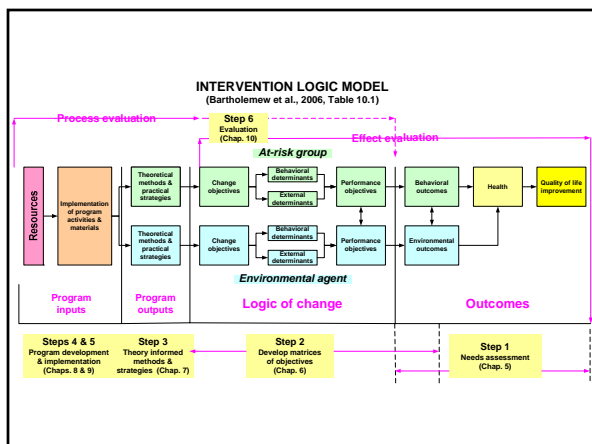 INTERVENTION LOGIC MODEL
(Bartholemew et al., 2006, Table 10.1)
Process evaluation
Step 6
Evaluation
(Chap. 10)
Effect evaluation
At-risk group
Resources
Implementation
of program
activities &
materials
Theoretical
methods &
practical
strategies
Change
objectives
Behavioral
determinants
External
determinants
Performance
objectives
Behavioral
outcomes
Health
Quality of life
improvement
Theoretical
methods &
practical
strategies
Change
objectives
Behavioral
determinants
External
determinants
Performance
objectives
Environmental
outcomes
Environmental agent
Program
inputs
Program
outputs
Logic of change
Outcomes
Steps 4 & 5
Program development
& implementation
(Chaps. 8 & 9)
Step 3
Theory informed
methods &
strategies (Chap. 7)
Step 2
Develop matrices
of objectives
(Chap. 6)
Step 1
Needs assessment
(Chap. 5)